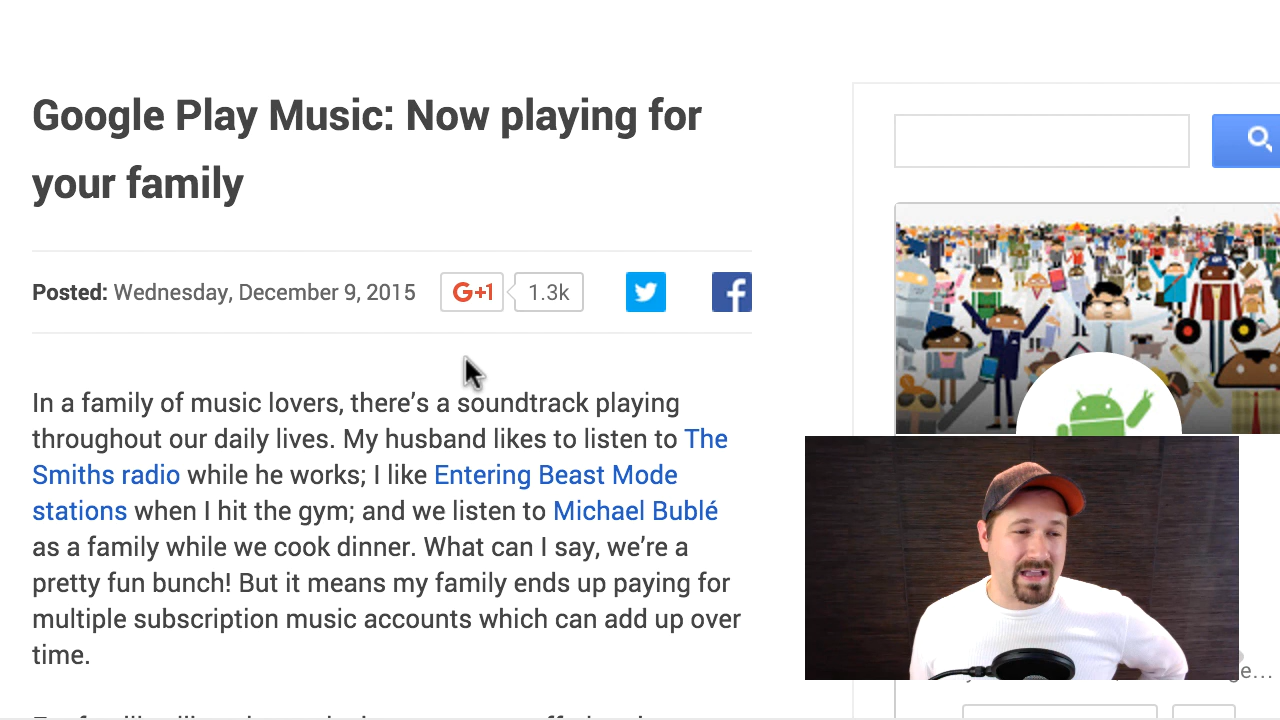 Google Play Music: Now playing for
your family
Posted: Wednesday, December 9, 2015 G+1 1.3k
In a family of music lovers, there’s a soundtrack playing
throughout our daily lives. My husband likes to listen to The
Smiths radio while he works; I like Entering Beast Mode
stations when I hit the gym; and we listen to Michael Bublé
as a family while we cook dinner. What can I say, we’re a
pretty fun bunch! But it means my family ends up paying for
multiple subscription music accounts which can add up over
time.